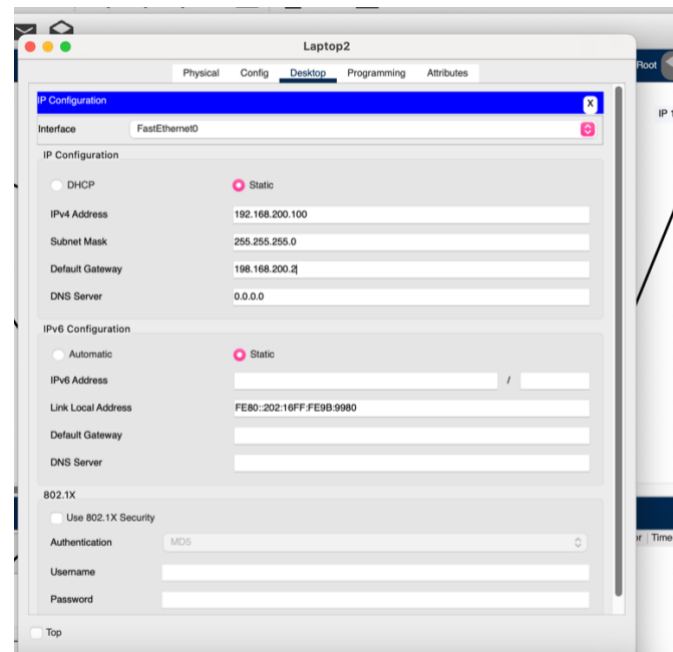 Laptop2
Root
Physical Config Desktop Programming Attributes
IP Configuration X
IP 1
Interface FastEthernet0
IP Configuration
DHCP Static
IPv4 Address 192.168.200.100
Subnet Mask 255.255.255.0
Default Gateway 198.168.200.2
DNS Server 0.0.0.0
IPv6 Configuration
Automatic Static
IPv6 Address /
Link Local Address FE80::202:16FF:FE9B:9980
Default Gateway
DNS Server
802.1X
Use 802.1X Security
Authentication MD5
Time
Username
Password
Top